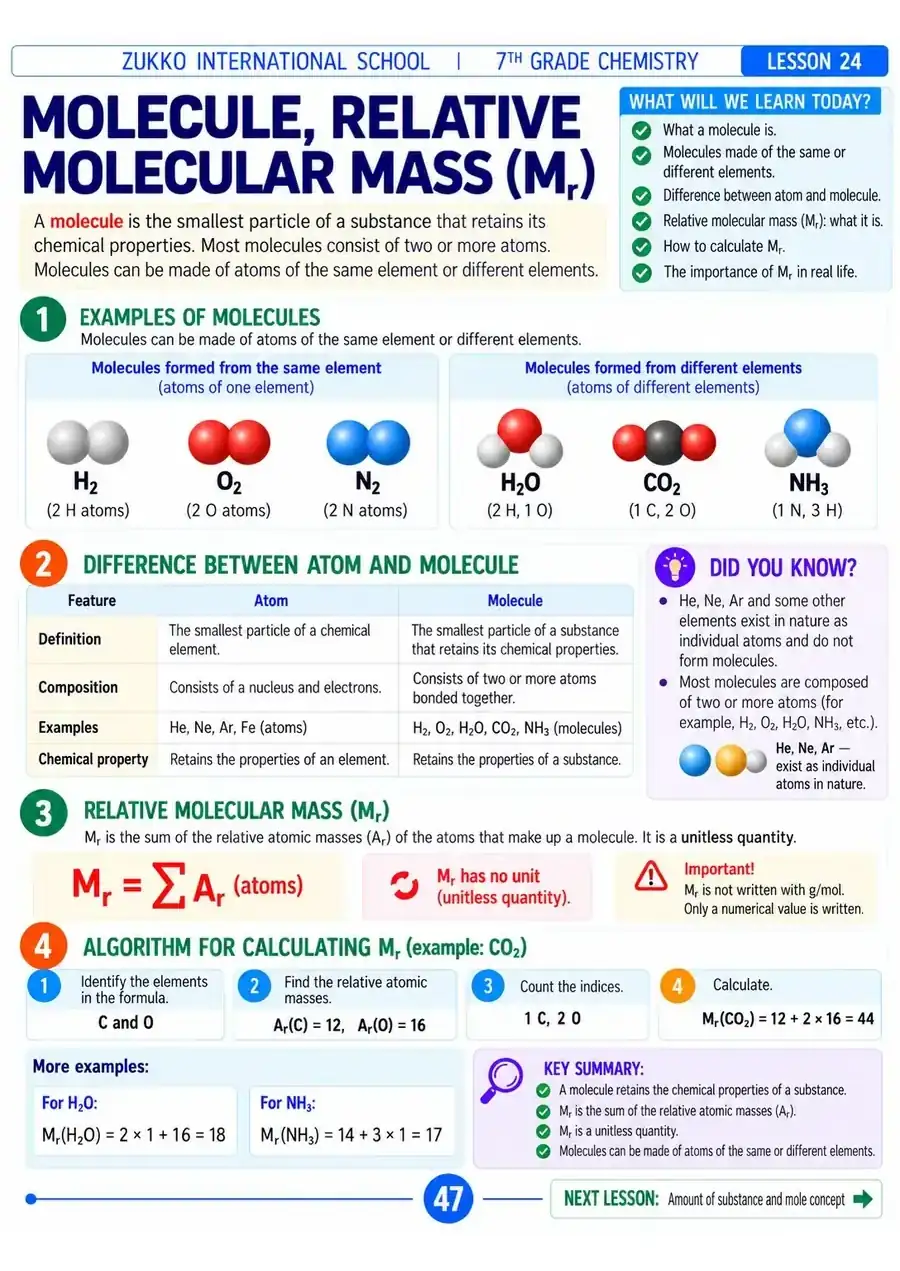 ZUKKO INTERNATIONAL SCHOOL | 7TH GRADE CHEMISTRY
LESSON 24
MOLECULE, RELATIVE
MOLECULAR MASS (Mᵣ)
A molecule is the smallest particle of a substance that retains its
chemical properties. Most molecules consist of two or more atoms.
Molecules can be made of atoms of the same element or different elements.
WHAT WILL WE LEARN TODAY?
What a molecule is.
Molecules made of the same or
different elements.
Difference between atom and molecule.
Relative molecular mass (Mᵣ): what it is.
How to calculate Mᵣ.
The importance of Mᵣ in real life.
1
EXAMPLES OF MOLECULES
Molecules can be made of atoms of the same element or different elements.
Molecules formed from the same element
(atoms of one element)
H₂
(2 H atoms)
O₂
(2 O atoms)
N₂
(2 N atoms)
Molecules formed from different elements
(atoms of different elements)
H₂O
(2 H, 1 O)
CO₂
(1 C, 2 O)
NH₃
(1 N, 3 H)
2
DIFFERENCE BETWEEN ATOM AND MOLECULE
Feature
Atom
Molecule
Definition
The smallest particle of a chemical
element.
The smallest particle of a substance
that retains its chemical properties.
Composition
Consists of a nucleus and electrons.
Consists of two or more atoms
bonded together.
Examples
He, Ne, Ar, Fe (atoms)
H₂, O₂, H₂O, CO₂, NH₃ (molecules)
Chemical property
Retains the properties of an element.
Retains the properties of a substance.
DID YOU KNOW?
He, Ne, Ar and some other
elements exist in nature as
individual atoms and do not
form molecules.
Most molecules are composed
of two or more atoms (for
example, H₂, O₂, H₂O, NH₃, etc.).
He, Ne, Ar —
exist as individual
atoms in nature.
3
RELATIVE MOLECULAR MASS (Mᵣ)
Mᵣ is the sum of the relative atomic masses (Aᵣ) of the atoms that make up a molecule. It is a unitless quantity.
Mᵣ = ∑ Aᵣ (atoms)
Mᵣ has no unit
(unitless quantity).
Important!
Mᵣ is not written with g/mol.
Only a numerical value is written.
4
ALGORITHM FOR CALCULATING Mᵣ (example: CO₂)
1
Identify the elements
in the formula.
C and O
2
Find the relative atomic
masses.
Aᵣ(C) = 12, Aᵣ(O) = 16
3
Count the indices.
1 C, 2 O
4
Calculate.
Mᵣ(CO₂) = 12 + 2 × 16 = 44
More examples:
For H₂O:
Mᵣ(H₂O) = 2 × 1 + 16 = 18
For NH₃:
Mᵣ(NH₃) = 14 + 3 × 1 = 17
KEY SUMMARY:
A molecule retains the chemical properties of a substance.
Mᵣ is the sum of the relative atomic masses (Aᵣ).
Mᵣ is a unitless quantity.
Molecules can be made of atoms of the same or different elements.
47
NEXT LESSON: Amount of substance and mole concept